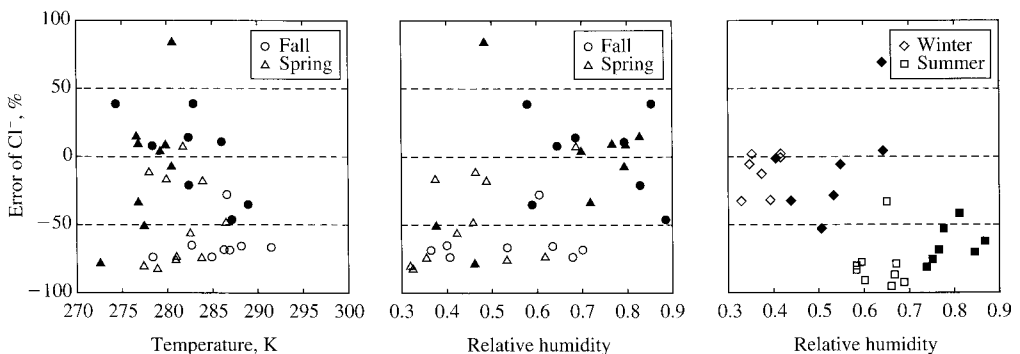 Error of Cl⁻, %
100
50
0
−50
−100
Fall
Spring
270 275 280 285 290 295 300
Temperature, K
Fall
Spring
0.3 0.4 0.5 0.6 0.7 0.8 0.9
Relative humidity
Winter
Summer
0.3 0.4 0.5 0.6 0.7 0.8 0.9
Relative humidity